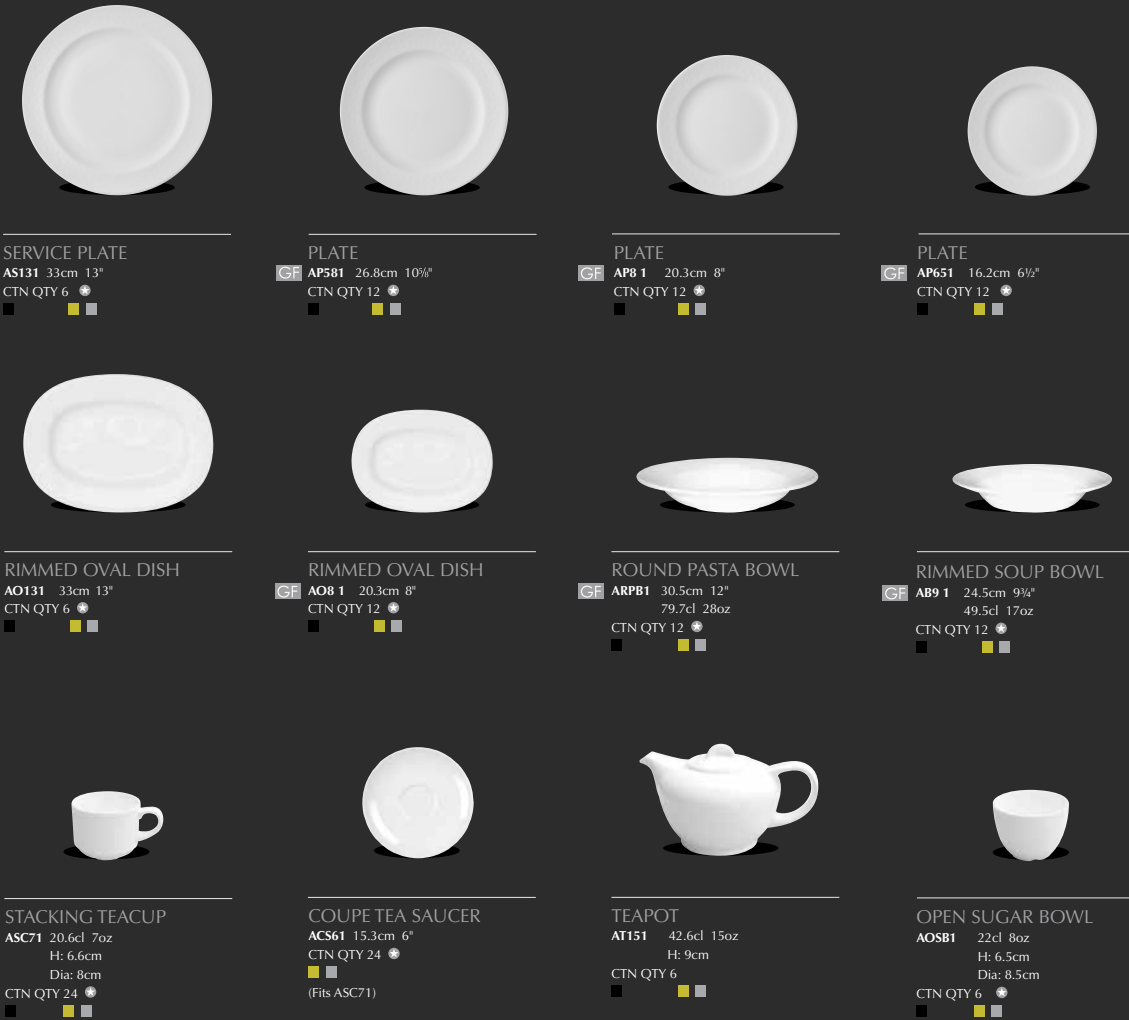 SERVICE PLATE
AS131 33cm 13"
CTN QTY 6
PLATE
GF AP581 26.8cm 10⅝"
CTN QTY 12
PLATE
GF AP8 1 20.3cm 8"
CTN QTY 12
PLATE
GF AP651 16.2cm 6½"
CTN QTY 12
RIMMED OVAL DISH
AO131 33cm 13"
CTN QTY 6
RIMMED OVAL DISH
GF AO8 1 20.3cm 8"
CTN QTY 12
ROUND PASTA BOWL
GF ARPB1 30.5cm 12"
79.7cl 28oz
CTN QTY 12
RIMMED SOUP BOWL
GF AB9 1 24.5cm 9¾"
49.5cl 17oz
CTN QTY 12
STACKING TEACUP
ASC71 20.6cl 7oz
H: 6.6cm
Dia: 8cm
CTN QTY 24
COUPE TEA SAUCER
ACS61 15.3cm 6"
CTN QTY 24
(Fits ASC71)
TEAPOT
AT151 42.6cl 15oz
H: 9cm
CTN QTY 6
OPEN SUGAR BOWL
AOSB1 22cl 8oz
H: 6.5cm
Dia: 8.5cm
CTN QTY 6